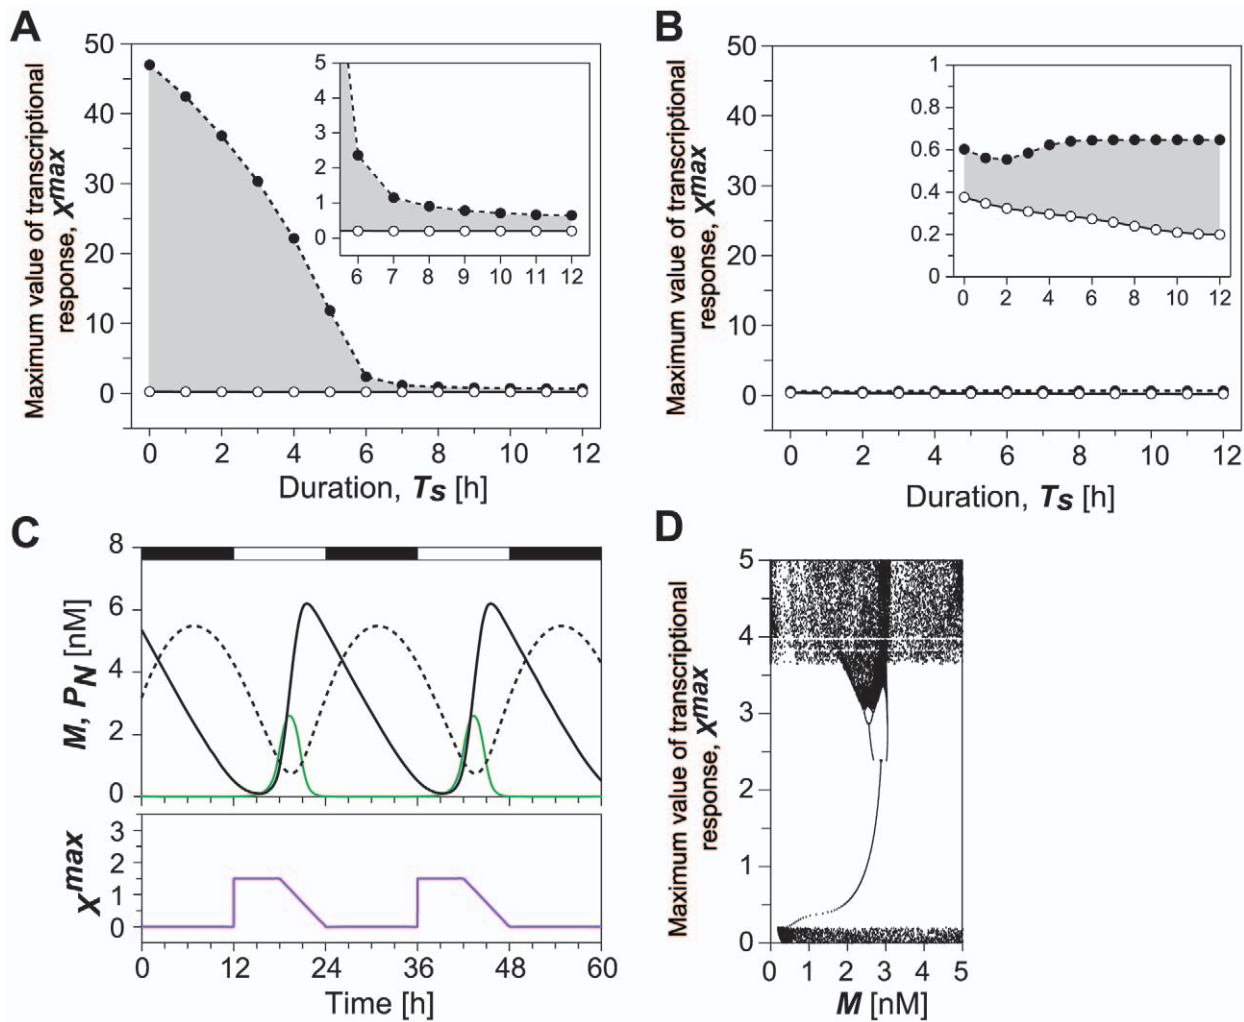 A
Maximum value of transcriptional
response, X^max
50
40
30
20
10
0
0 2 4 6 8 10 12
Duration, Ts [h]
5
4
3
2
1
0
6 7 8 9 10 11 12
B
Maximum value of transcriptional
response, X^max
50
40
30
20
10
0
0 2 4 6 8 10 12
Duration, Ts [h]
1
0.8
0.6
0.4
0.2
0
0 2 4 6 8 10 12
C
M, P_N [nM]
8
6
4
2
0
X^max
3
2
1
0
0 12 24 36 48 60
Time [h]
D
Maximum value of transcriptional
response, X^max
5
4
3
2
1
0
0 1 2 3 4 5
M [nM]